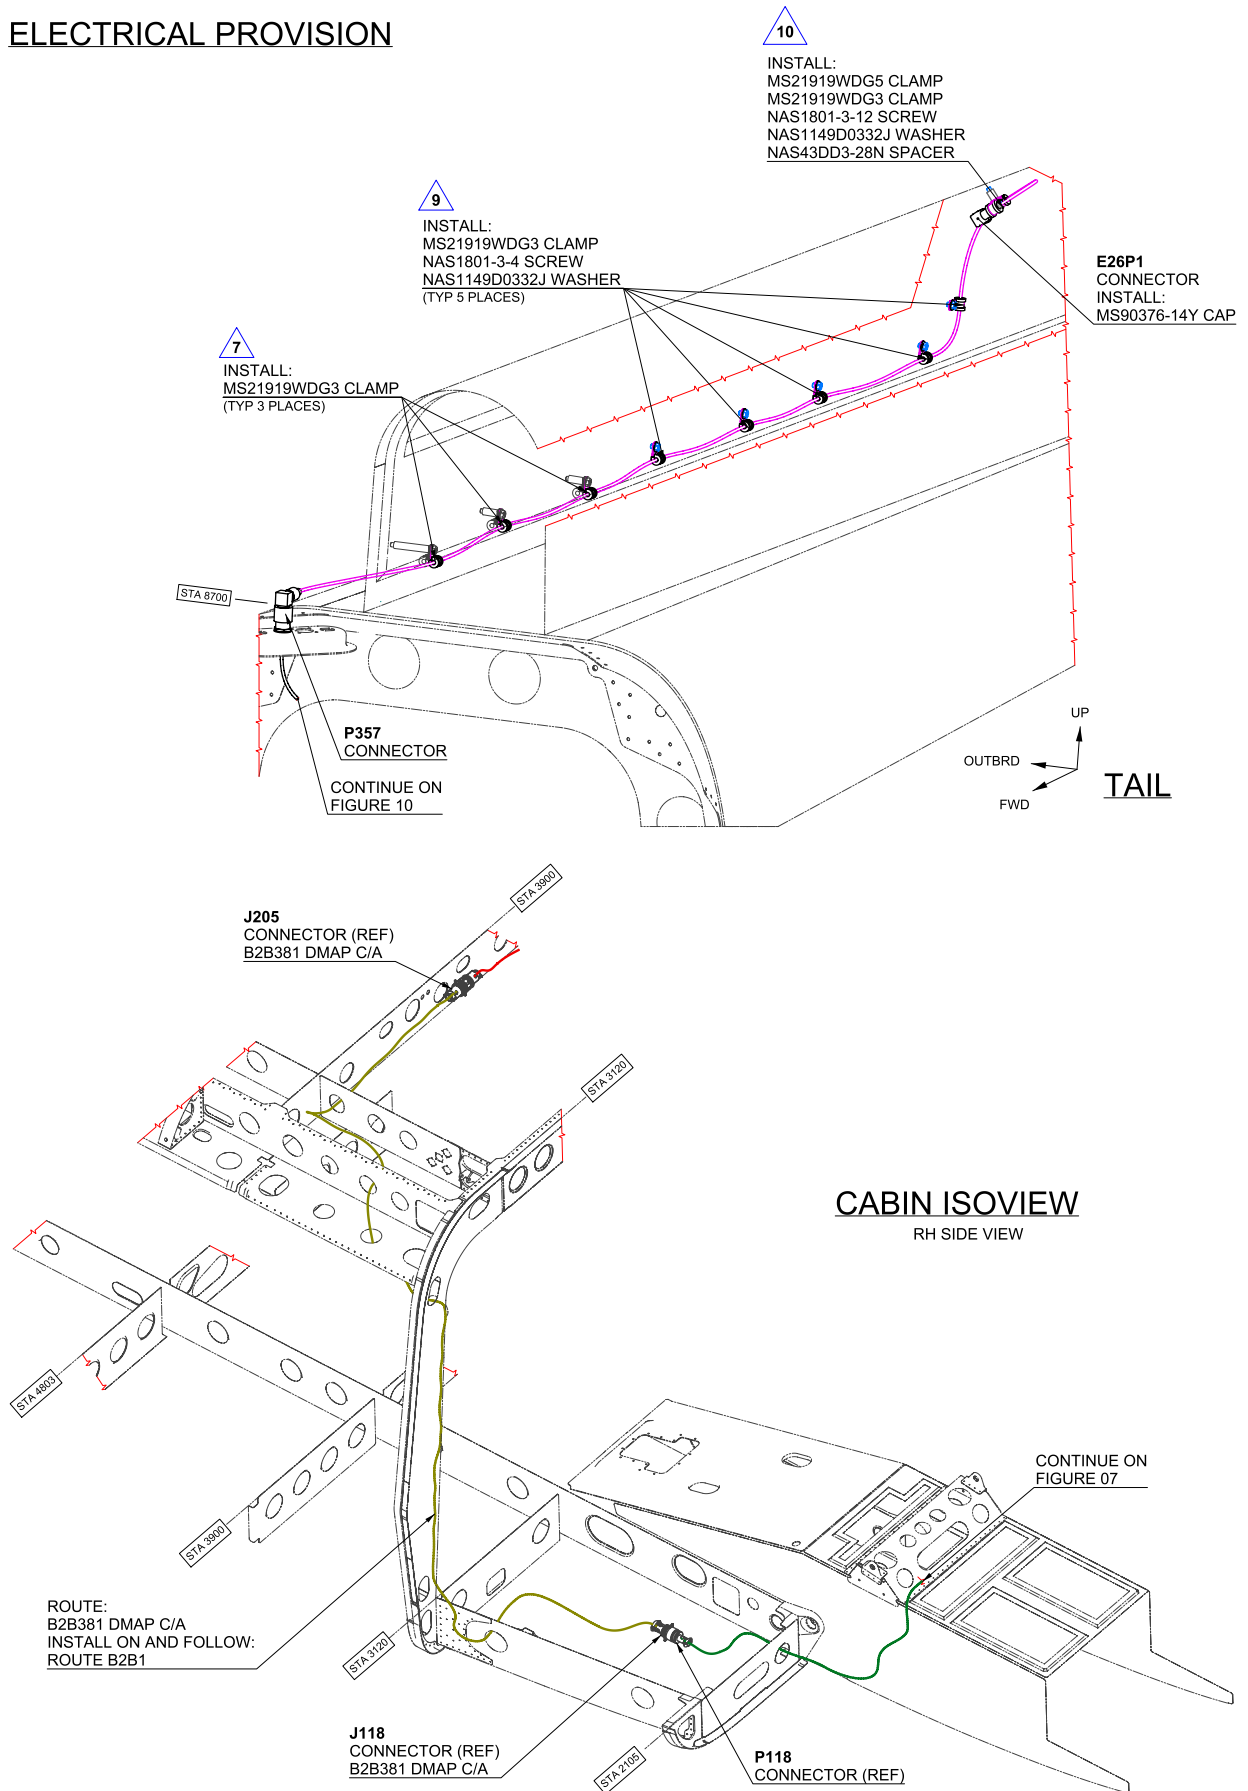 ELECTRICAL PROVISION
10
INSTALL:
MS21919WDG5 CLAMP
MS21919WDG3 CLAMP
NAS1801-3-12 SCREW
NAS1149D0332J WASHER
NAS43DD3-28N SPACER
9
INSTALL:
MS21919WDG3 CLAMP
NAS1801-3-4 SCREW
NAS1149D0332J WASHER
(TYP 5 PLACES)
E26P1
CONNECTOR
INSTALL:
MS90376-14Y CAP
7
INSTALL:
MS21919WDG3 CLAMP
(TYP 3 PLACES)
STA 8700
P357
CONNECTOR
CONTINUE ON
FIGURE 10
UP
OUTBRD
FWD
TAIL
STA 3900
J205
CONNECTOR (REF)
B2B381 DMAP C/A
STA 3120
CABIN ISOVIEW
RH SIDE VIEW
STA 4803
CONTINUE ON
FIGURE 07
STA 3900
ROUTE:
B2B381 DMAP C/A
INSTALL ON AND FOLLOW:
ROUTE B2B1
STA 3120
J118
CONNECTOR (REF)
B2B381 DMAP C/A
STA 2105
P118
CONNECTOR (REF)